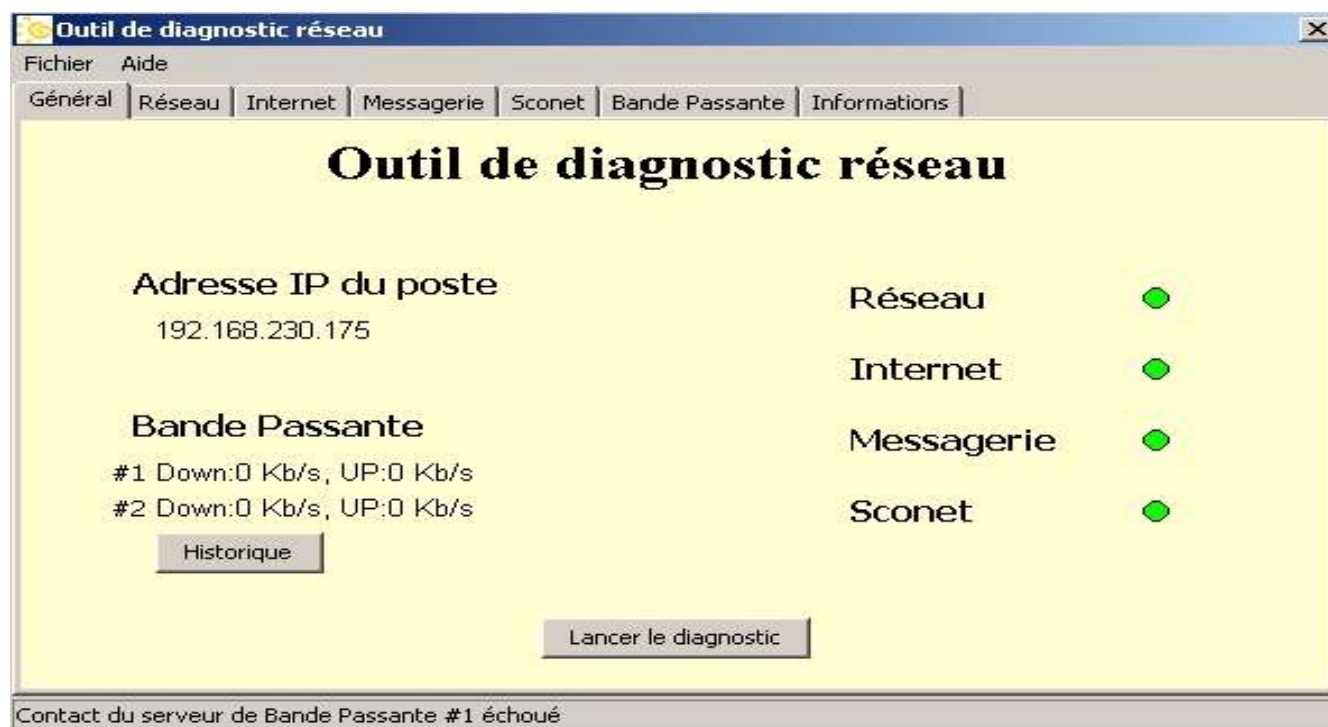 Outil de diagnostic réseau
Fichier Aide
Général Réseau Internet Messagerie Sconet Bande Passante Informations
Outil de diagnostic réseau
Adresse IP du poste
192.168.230.175
Bande Passante
#1 Down:0 Kb/s, UP:0 Kb/s
#2 Down:0 Kb/s, UP:0 Kb/s
Historique
Réseau
Internet
Messagerie
Sconet
Lancer le diagnostic
Contact du serveur de Bande Passante #1 échoué